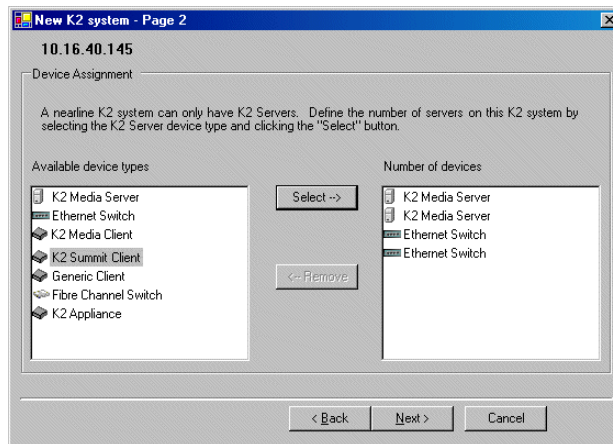 New K2 system - Page 2
10.16.40.145
Device Assignment
A nearline K2 system can only have K2 Servers. Define the number of servers on this K2 system by
selecting the K2 Server device type and clicking the "Select" button.
Available device types
Number of devices
K2 Media Server
Ethernet Switch
K2 Media Client
K2 Summit Client
Generic Client
Fibre Channel Switch
K2 Appliance
Select -->
<-- Remove
K2 Media Server
K2 Media Server
Ethernet Switch
Ethernet Switch
< Back
Next >
Cancel